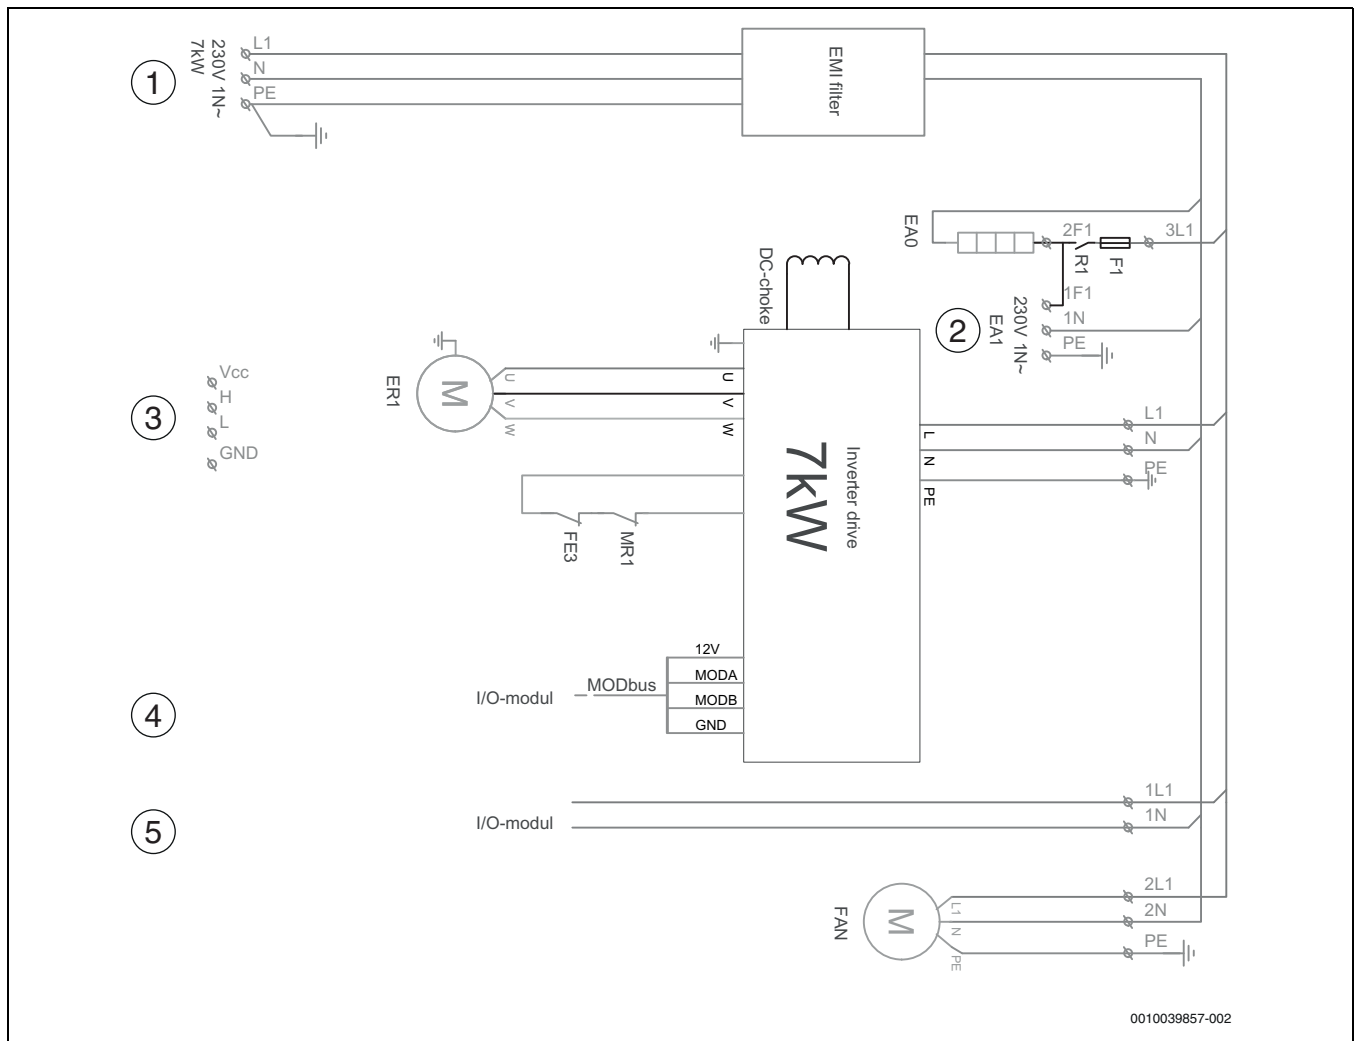 1
230V 1N~
7kW
L1
N
PE
EMI filter
EA0
2F1
R1
F1
3L1
1F1
1N
PE
2
230V 1N~
EA1
DC-choke
ER1
M
U
V
W
U
V
W
Inverter drive
7kW
L
N
PE
L1
N
PE
3
Vcc
H
L
GND
FE3
MR1
4
I/O-modul
MODbus
12V
MODA
MODB
GND
5
I/O-modul
1L1
1N
FAN
M
L1
N
PE
2L1
2N
PE
0010039857-002